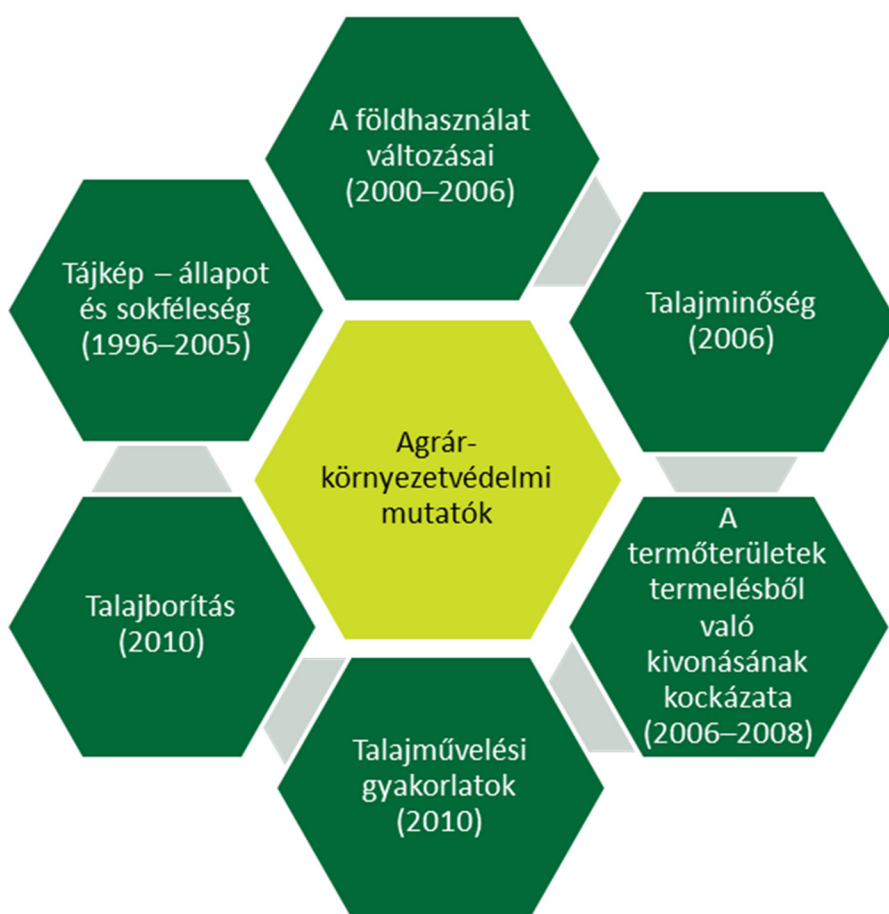 A földhasználat
változásai
(2000–2006)
Tájkép – állapot
és sokféleség
(1996–2005)
Talajminőség
(2006)
Agrár-
környezetvédelmi
mutatók
A
termőterületek
termelésből
való
kivonásának
kockázata
(2006–2008)
Talajborítás
(2010)
Talajművelési
gyakorlatok
(2010)